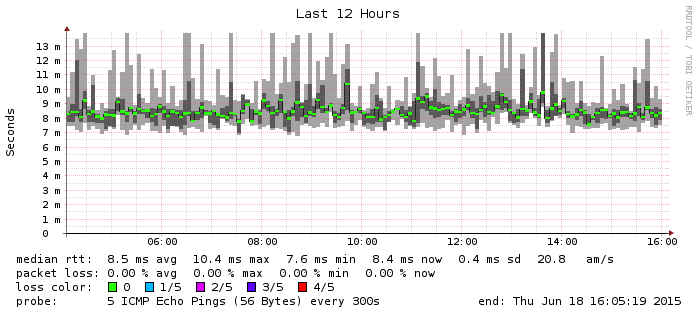 Last 12 Hours
RRDTOOL / TOBI OETIKER
Seconds
13 m
12 m
11 m
10 m
9 m
8 m
7 m
6 m
5 m
4 m
3 m
2 m
1 m
0
06:00 08:00 10:00 12:00 14:00 16:00
median rtt: 8.5 ms avg 10.4 ms max 7.6 ms min 8.4 ms now 0.4 ms sd 20.8 am/s
packet loss: 0.00 % avg 0.00 % max 0.00 % min 0.00 % now
loss color: 0 1/5 2/5 3/5 4/5
probe: 5 ICMP Echo Pings (56 Bytes) every 300s end: Thu Jun 18 16:05:19 2015